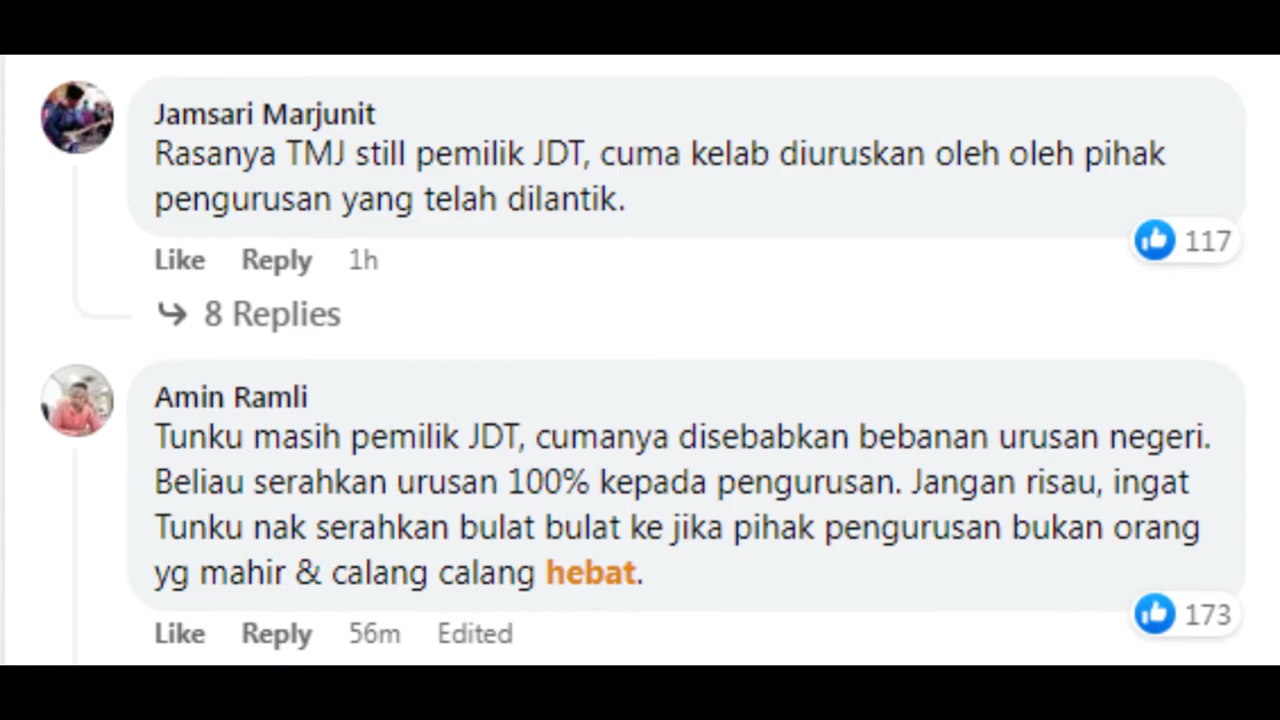 Jamsari Marjunit
Rasanya TMJ still pemilik JDT, cuma kelab diuruskan oleh oleh pihak
pengurusan yang telah dilantik.
117
Like Reply 1h
8 Replies
Amin Ramli
Tunku masih pemilik JDT, cumanya disebabkan bebanan urusan negeri.
Beliau serahkan urusan 100% kepada pengurusan. Jangan risau, ingat
Tunku nak serahkan bulat bulat ke jika pihak pengurusan bukan orang
yg mahir & calang calang hebat.
173
Like Reply 56m Edited